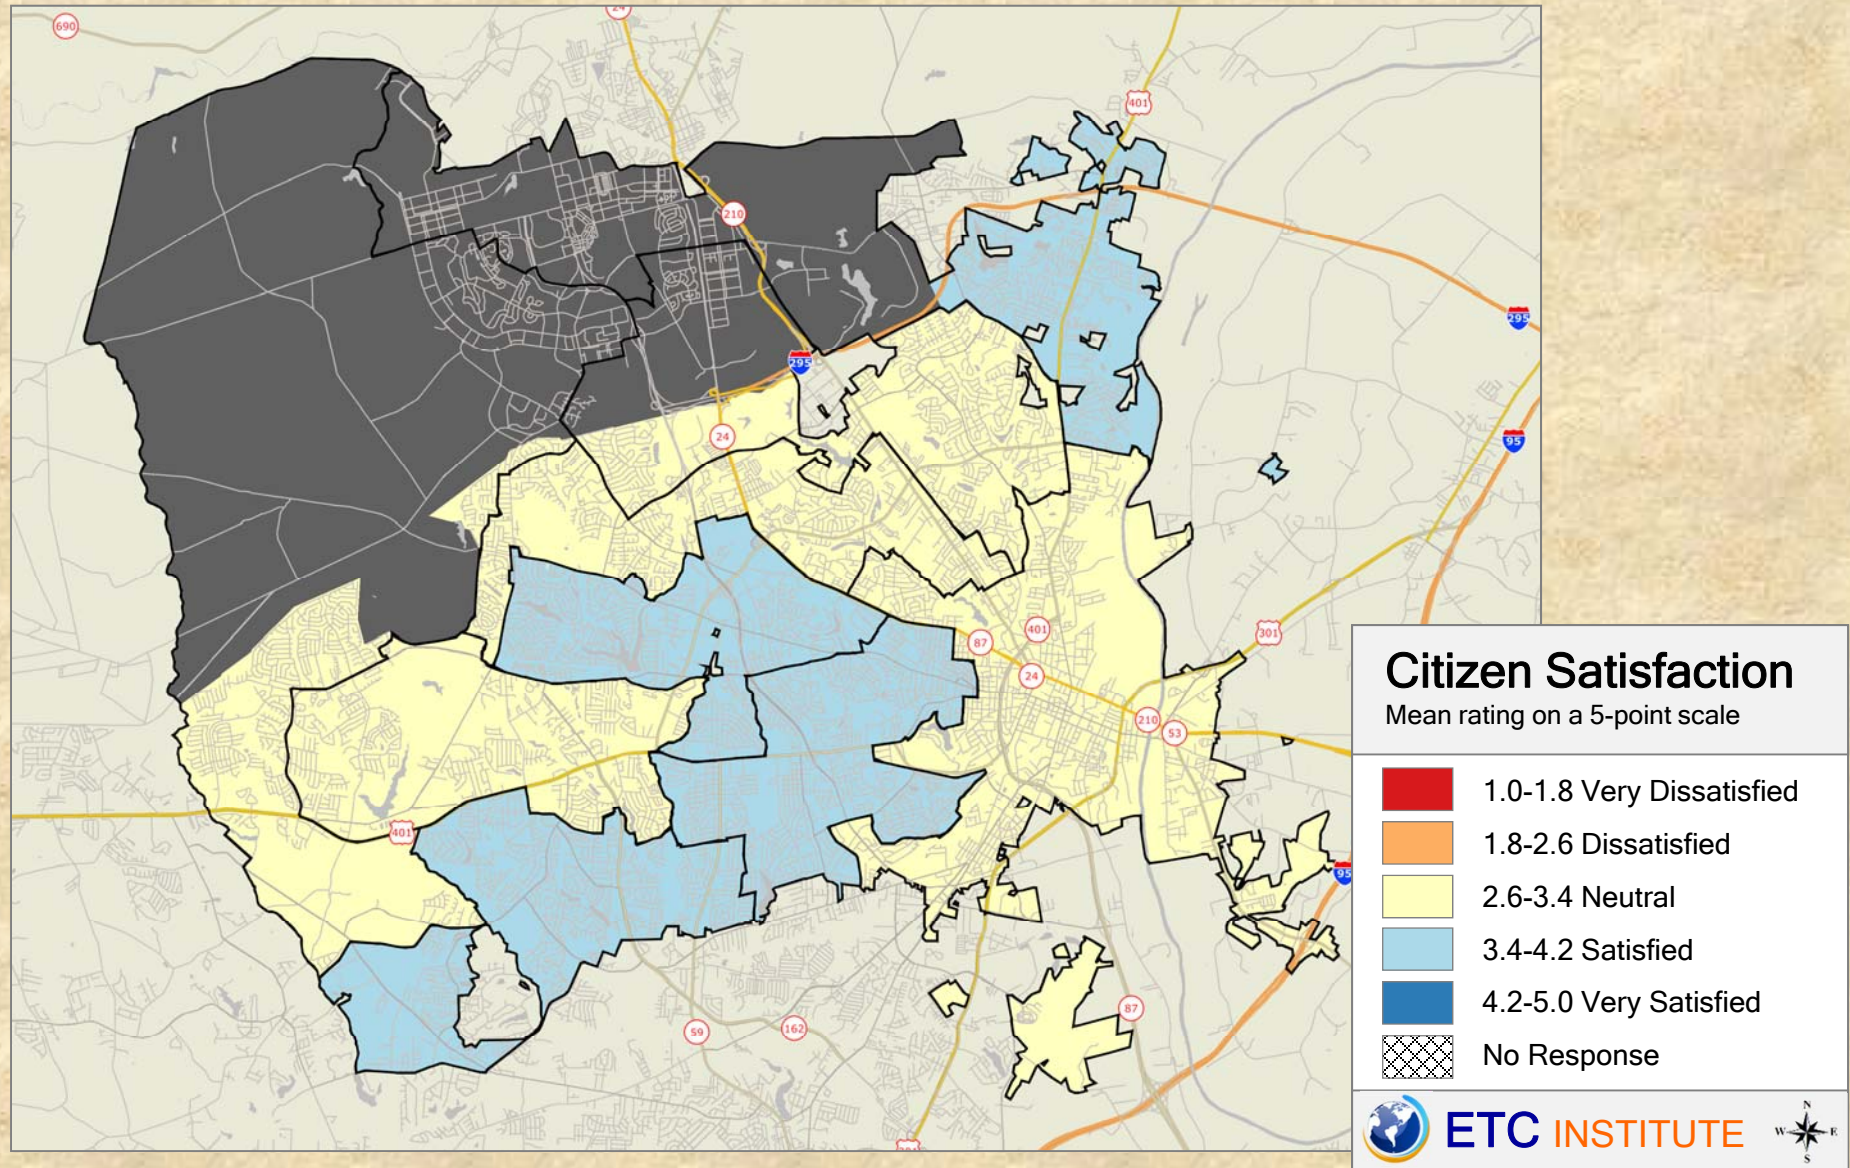 690
24
401
210
295
295
24
95
401
301
87
24
210
53
401
95
87
59
162
Citizen Satisfaction
Mean rating on a 5-point scale
1.0-1.8 Very Dissatisfied
1.8-2.6 Dissatisfied
2.6-3.4 Neutral
3.4-4.2 Satisfied
4.2-5.0 Very Satisfied
No Response
ETC INSTITUTE
N
W E
S